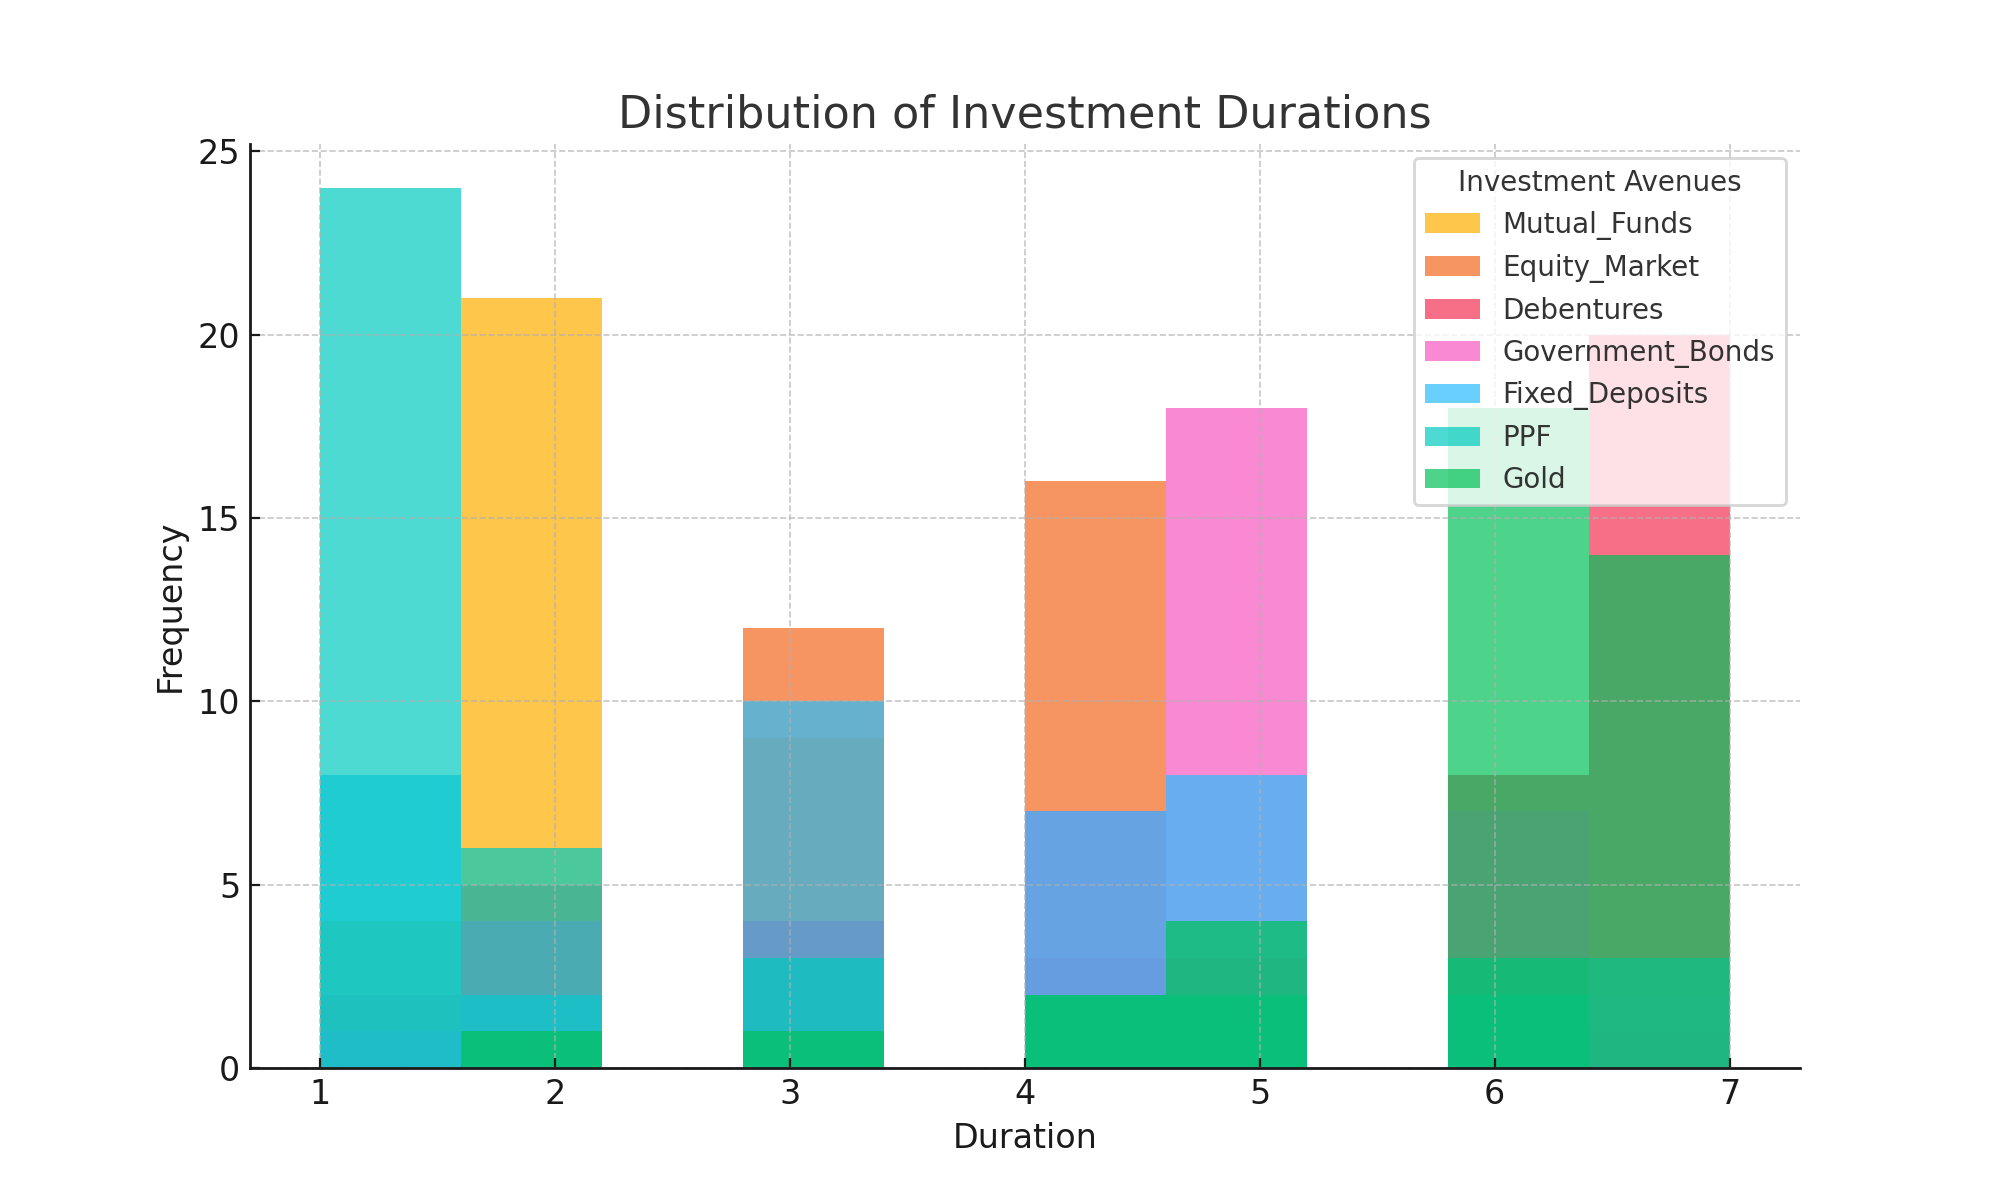 Distribution of Investment Durations
25
20
15
10
5
0
Frequency
1 2 3 4 5 6 7
Duration
Investment Avenues
Mutual_Funds
Equity_Market
Debentures
Government_Bonds
Fixed_Deposits
PPF
Gold